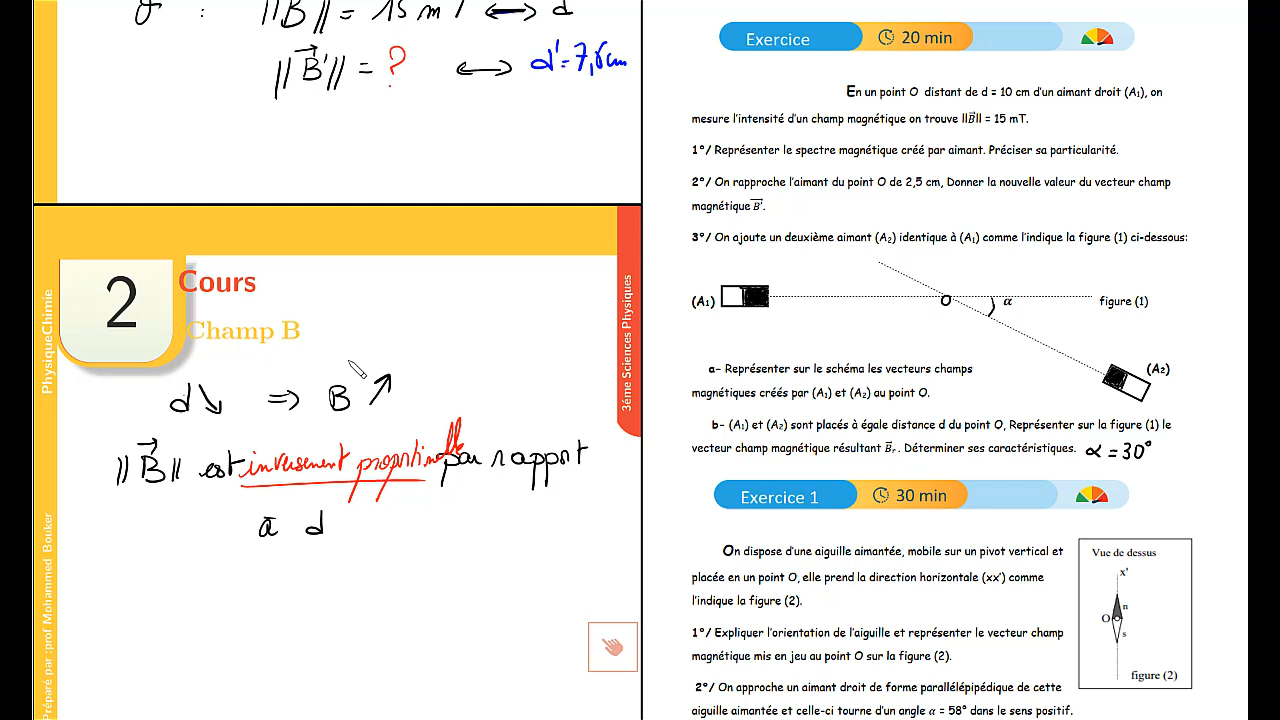 ||B|| = 15 mT ⟷ d
||B'|| = ? ⟷ d' = 7,5cm
2
Cours
Champ B
d ↘ ⇒ B ↗
||B|| est inversement proportionnelle par rapport
à d
PhysiqueChimie
Préparé par :prof Mohammed Bouker
3éme Sciences Physiques
Exercice
20 min
En un point O distant de d = 10 cm d'un aimant droit (A₁), on
mesure l'intensité d'un champ magnétique on trouve ||B|| = 15 mT.
1°/ Représenter le spectre magnétique créé par aimant. Préciser sa particularité.
2°/ On rapproche l'aimant du point O de 2,5 cm, Donner la nouvelle valeur du vecteur champ
magnétique B'.
3°/ On ajoute un deuxième aimant (A₂) identique à (A₁) comme l'indique la figure (1) ci-dessous:
(A₁)
O
α
figure (1)
(A₂)
a- Représenter sur le schéma les vecteurs champs
magnétiques créés par (A₁) et (A₂) au point O.
b- (A₁) et (A₂) sont placés à égale distance d du point O, Représenter sur la figure (1) le
vecteur champ magnétique résultant Bᵣ. Déterminer ses caractéristiques. α = 30°
Exercice 1
30 min
On dispose d'une aiguille aimantée, mobile sur un pivot vertical et
placée en un point O, elle prend la direction horizontale (xx') comme
l'indique la figure (2).
1°/ Expliquer l'orientation de l'aiguille et représenter le vecteur champ
magnétique mis en jeu au point O sur la figure (2).
2°/ On approche un aimant droit de forme parallélépipédique de cette
aiguille aimantée et celle-ci tourne d'un angle α = 58° dans le sens positif.
Vue de dessus
x'
n
O
s
figure (2)